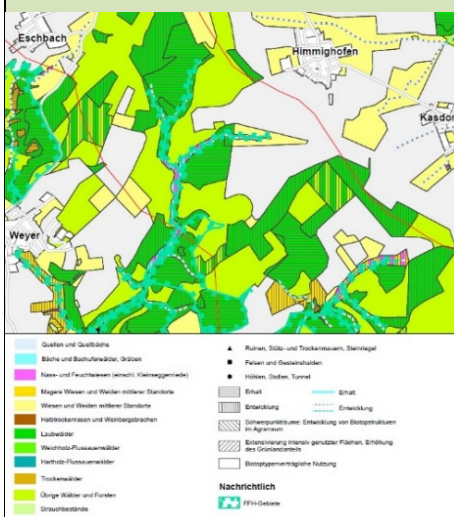 Eschbach
Himmighofen
Kasdorf
Weyer
Quellen und Quellbäche
Bäche und Bachuferwälder, Gräben
Nass- und Feuchtwiesen (einschl. Kleinseggenriede)
Magere Wiesen und Weiden mittlerer Standorte
Wiesen und Weiden mittlerer Standorte
Halbtrockenrasen und Weinbergsbrachen
Laubwälder
Weichholz-Flussauenwälder
Hartholz-Flussauenwälder
Trockenwälder
Übrige Wälder und Forsten
Strauchbestände
Ruinen, Stütz- und Trockenmauern, Steinriegel
Felsen und Gesteinshalden
Höhlen, Stollen, Tunnel
Erhalt
Erhalt
Entwicklung
Entwicklung
Schwerpunkträume: Entwicklung von Biotopstrukturen
im Agrarraum
Extensivierung intensiv genutzter Flächen, Erhöhung
des Grünlandanteils
Biotoptypenverträgliche Nutzung
Nachrichtlich
FFH-Gebiete